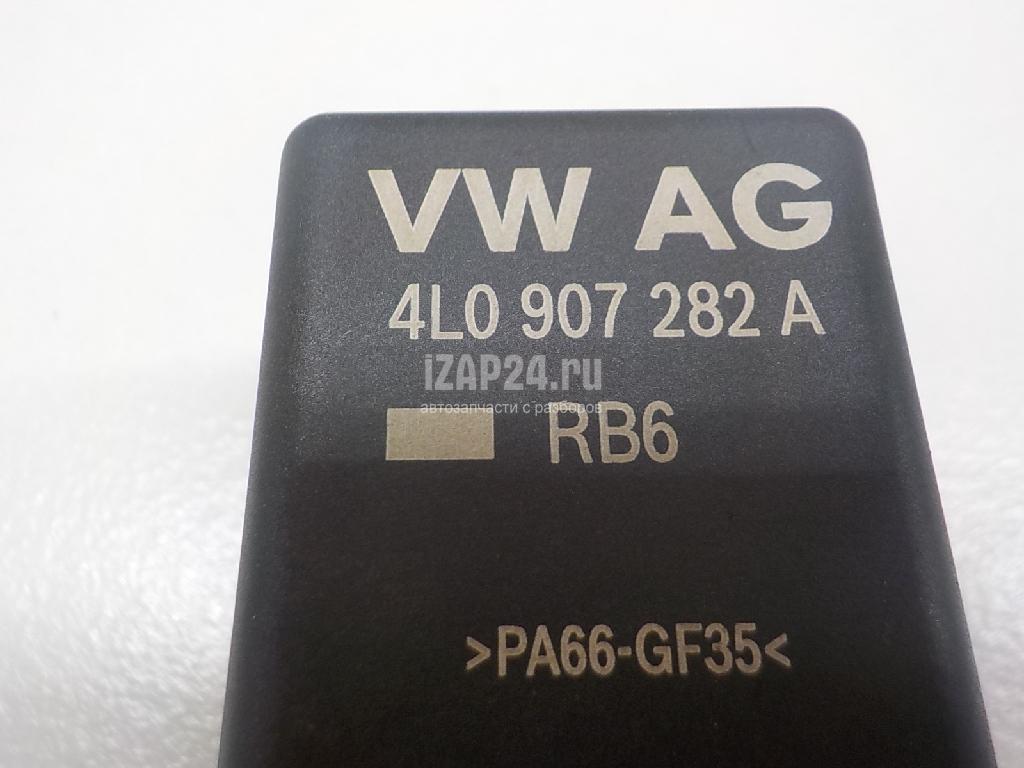 VW AG
4L0 907 282 A
iZAP24.ru
автозапчасти с разборов
RB6
>PA66-GF35<